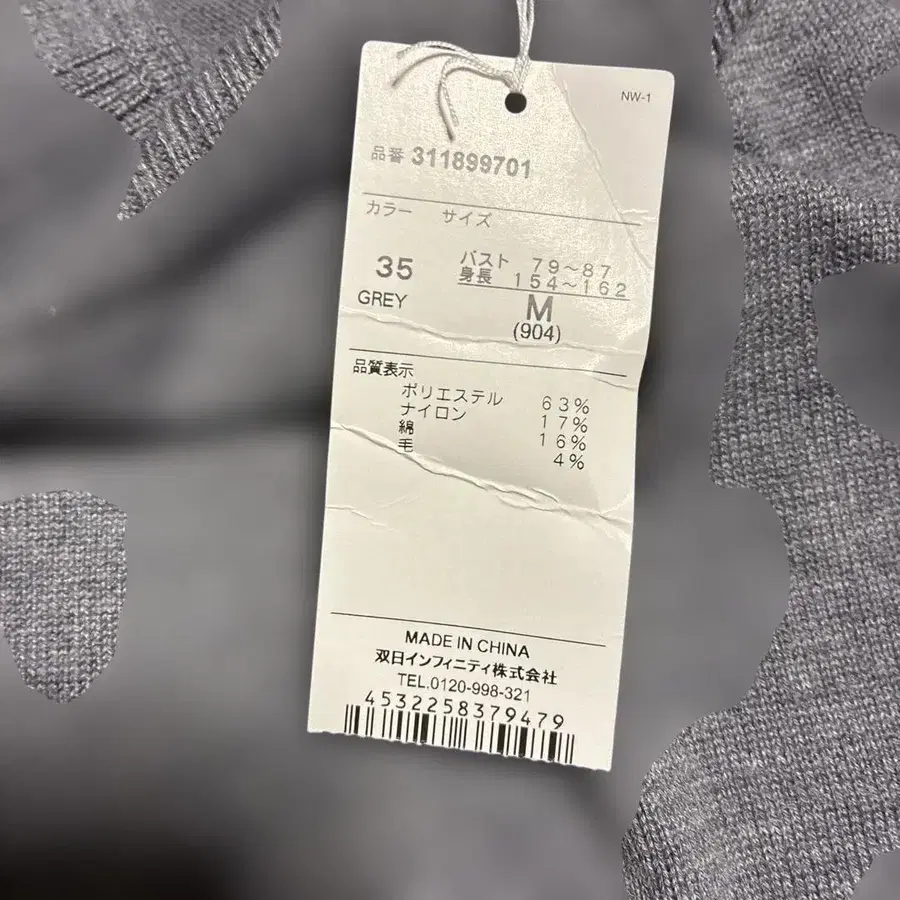 NW-1
品番 311899701
カラー サイズ
バスト 79〜87
35 身長 154〜162
GREY M
(904)
品質表示
ポリエステル 63%
ナイロン 17%
綿 16%
毛 4%
MADE IN CHINA
双日インフィニティ株式会社
TEL.0120-998-321
4532258379479